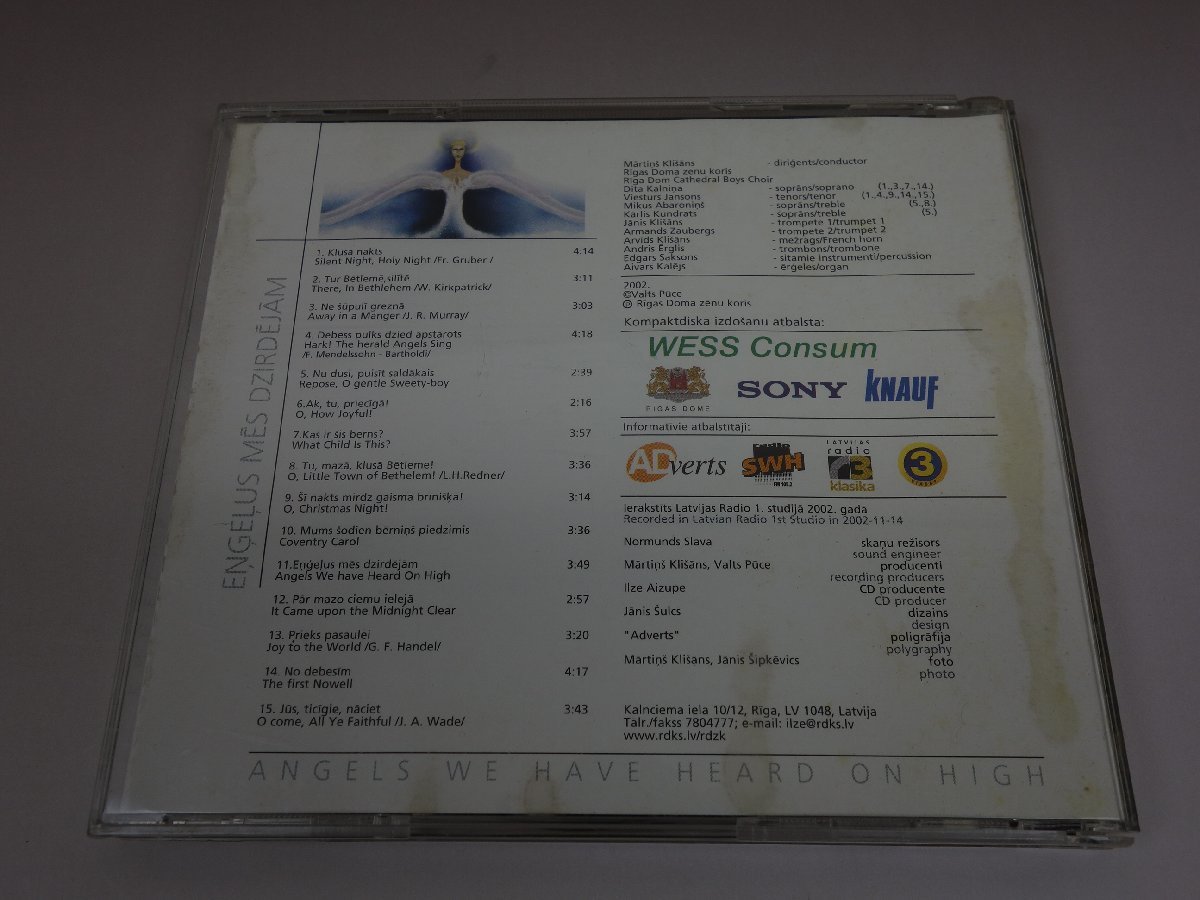 EŅĢEĻUS MĒS DZIRDĒJĀM
1. Klusa nakts 4:14
Silent Night, Holy Night /Fr. Gruber /
2. Tur Bētlemē,silītē 3:11
There, In Bethlehem /W. Kirkpatrick/
3. Ne šūpulī greznā 3:03
Away in a Manger /J. R. Murray/
4. Debess pulks dzied apstarots 4:18
Hark! The herald Angels Sing
/F. Mendelssohn - Bartholdi/
5. Nu dusi, puisīt saldākais 2:39
Repose, O gentle Sweety-boy
6.Ak, tu, priecīgā! 2:16
O, How Joyful!
7.Kas ir šis berns? 3:57
What Child Is This?
8. Tu, mazā, klusā Bētleme! 3:36
O, Little Town of Bethelem! /L.H.Redner/
9. Šī nakts mirdz gaismā brīnišķa! 3:14
O, Christmas Night!
10. Mums šodien bērniņš piedzimis 3:36
Coventry Carol
11.Eņģeļus mēs dzirdējām 3:49
Angels We have Heard On High
12. Pār mazo ciemu ielejā 2:57
It Came upon the Midnight Clear
13. Prieks pasaulei 3:20
Joy to the World /G. F. Handel/
14. No debesīm 4:17
The first Nowell
15. Jūs, ticīgie, nāciet 3:43
O come, All Ye Faithful /J. A. Wade/
Mārtiņš Klišāns - diriģents/conductor
Rīgas Doma zēnu koris
Rīga Dom Cathedral Boys Choir
Dita Kalniņa - soprāns/soprano (1.,3.,7.,14.)
Viesturs Jansons - tenors/tenor (1.,4.,9.,14.,15.)
Mikus Abaroniņš - soprāns/treble (5.,8.)
Kārlis Kundrats - soprāns/treble (5.)
Jānis Klišāns - trompete 1/trumpet 1
Armands Zaubergs - trompete 2/trumpet 2
Arvīds Klišāns - mežrags/French horn
Andris Ērglis - trombons/trombone
Edgars Saksons - sitamie instrumenti/percussion
Aivars Kalējs - ērģeles/organ
2002.
©Valts Pūce
℗ Rīgas Doma zēnu koris
Kompaktdiska izdošanu atbalsta:
WESS Consum
RIGAS DOME
SONY
KNAUF
Informatīvie atbalstītāji:
ADverts
radio
SWH
FM 105.2
LATVIJAS
radio
3
klasika
3
Ierakstīts Latvijas Radio 1. studijā 2002. gadā
Recorded in Latvian Radio 1st Studio in 2002-11-14
Normunds Slava skaņu režisors
sound engineer
Mārtiņš Klišāns, Valts Pūce producenti
recording producers
Ilze Aizupe CD producente
CD producer
Jānis Šulcs dizains
design
"Adverts" poligrāfija
polygraphy
Mārtiņš Klišans, Jānis Šipkēvics foto
photo
Kalnciema iela 10/12, Rīga, LV 1048, Latvija
Talr./fakss 7804777; e-mail: ilze@rdks.lv
www.rdks.lv/rdzk
ANGELS WE HAVE HEARD ON HIGH